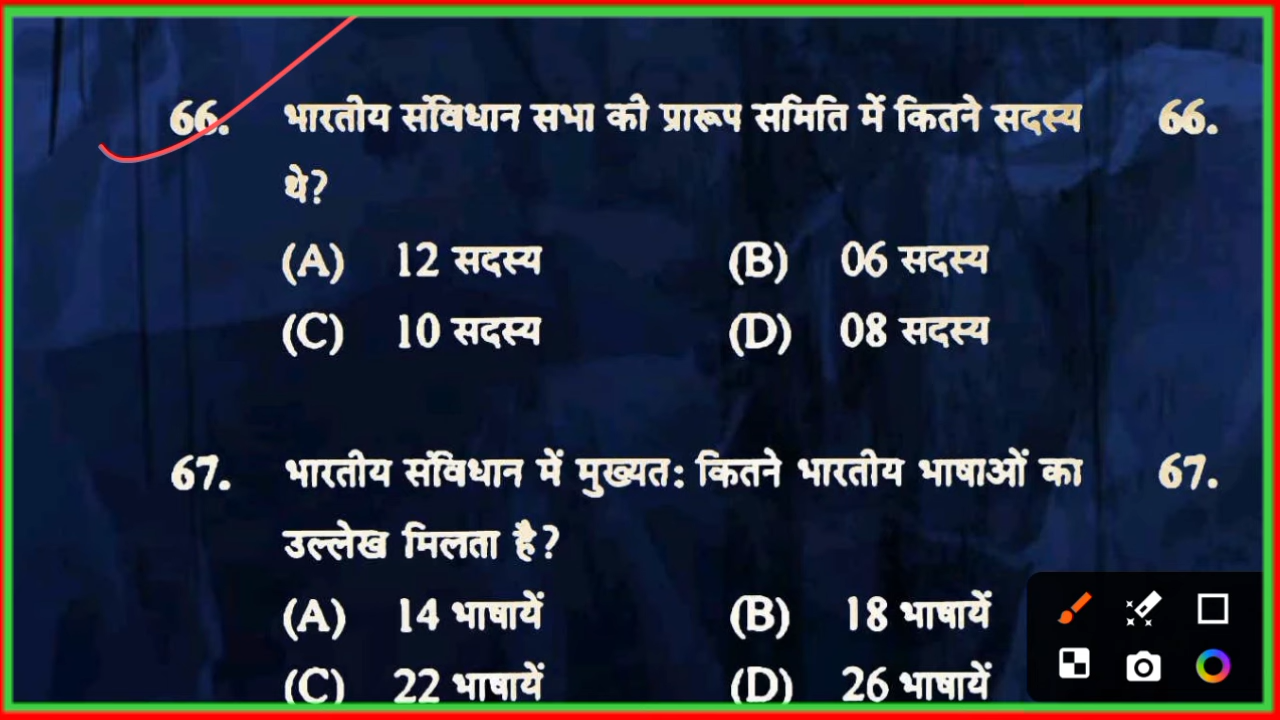 66. भारतीय संविधान सभा की प्रारूप समिति में कितने सदस्य 66.
थे?
(A) 12 सदस्य (B) 06 सदस्य
(C) 10 सदस्य (D) 08 सदस्य
67. भारतीय संविधान में मुख्यत: कितने भारतीय भाषाओं का 67.
उल्लेख मिलता है?
(A) 14 भाषायें (B) 18 भाषायें
(C) 22 भाषायें (D) 26 भाषायें